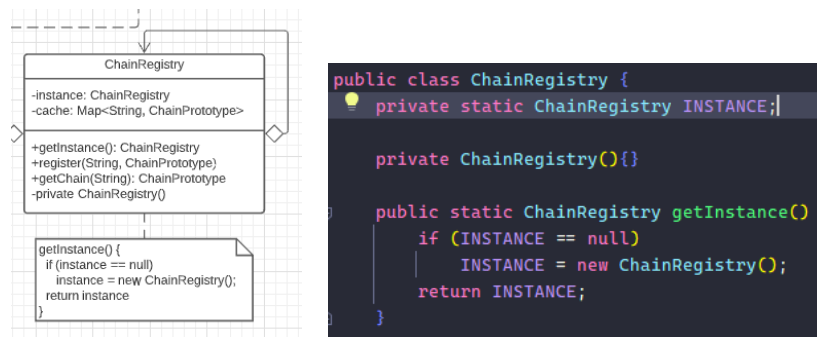 ChainRegistry
-instance: ChainRegistry
-cache: Map<String, ChainPrototype>
+getInstance(): ChainRegistry
+register(String, ChainPrototype)
+getChain(String): ChainPrototype
-private ChainRegistry()
getInstance() {
if (instance == null)
instance = new ChainRegistry();
return instance
}
public class ChainRegistry {
private static ChainRegistry INSTANCE;
private ChainRegistry(){}
public static ChainRegistry getInstance()
if (INSTANCE == null)
INSTANCE = new ChainRegistry();
return INSTANCE;
}